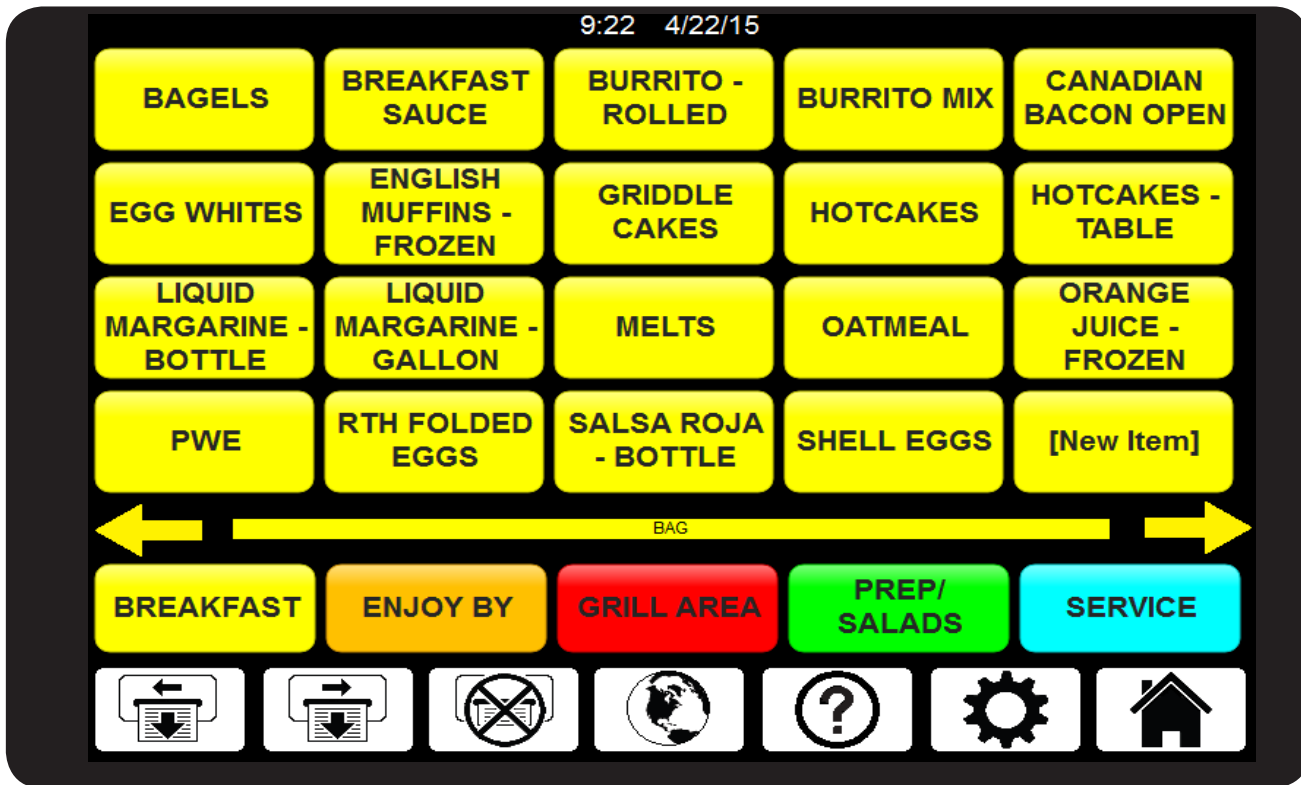 9:22 4/22/15
BAGELS
BREAKFAST
SAUCE
BURRITO -
ROLLED
BURRITO MIX
CANADIAN
BACON OPEN
EGG WHITES
ENGLISH
MUFFINS -
FROZEN
GRIDDLE
CAKES
HOTCAKES
HOTCAKES -
TABLE
LIQUID
MARGARINE -
BOTTLE
LIQUID
MARGARINE -
GALLON
MELTS
OATMEAL
ORANGE
JUICE -
FROZEN
PWE
RTH FOLDED
EGGS
SALSA ROJA
- BOTTLE
SHELL EGGS
[New Item]
BAG
BREAKFAST
ENJOY BY
GRILL AREA
PREP/
SALADS
SERVICE
?